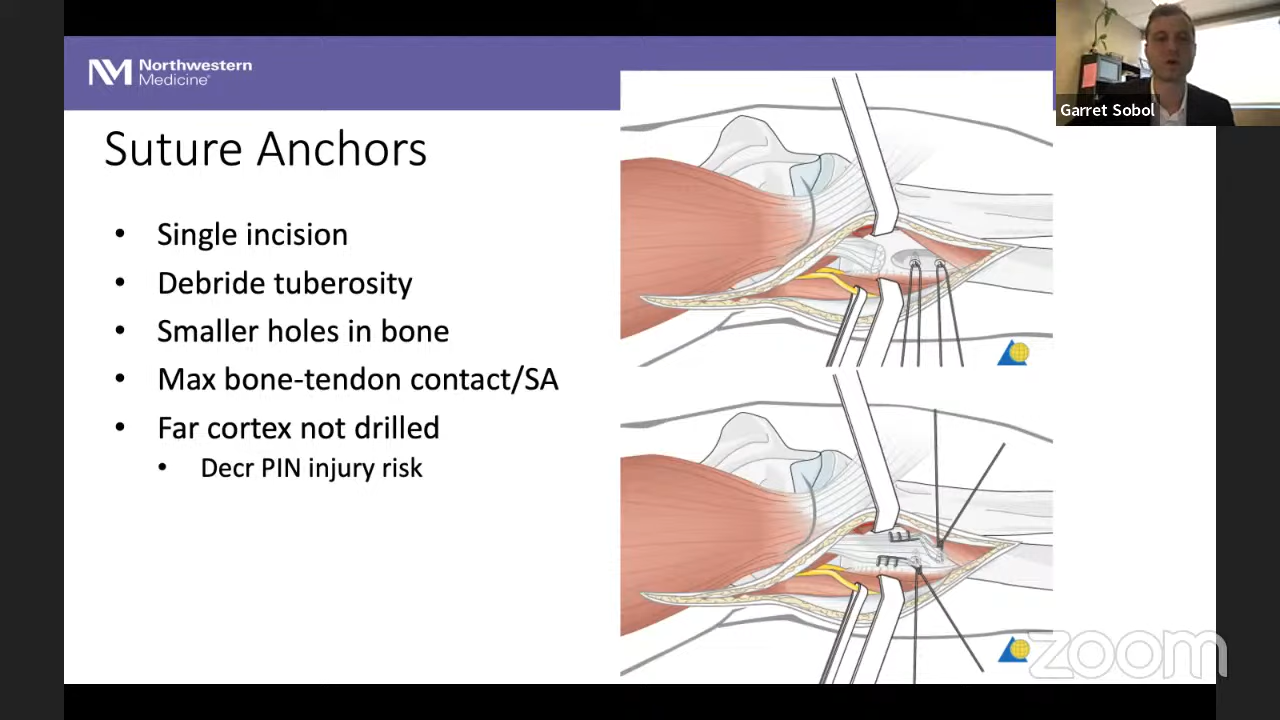 Northwestern
Medicine®
Garret Sobol
Suture Anchors
• Single incision
• Debride tuberosity
• Smaller holes in bone
• Max bone-tendon contact/SA
• Far cortex not drilled
• Decr PIN injury risk
zoom